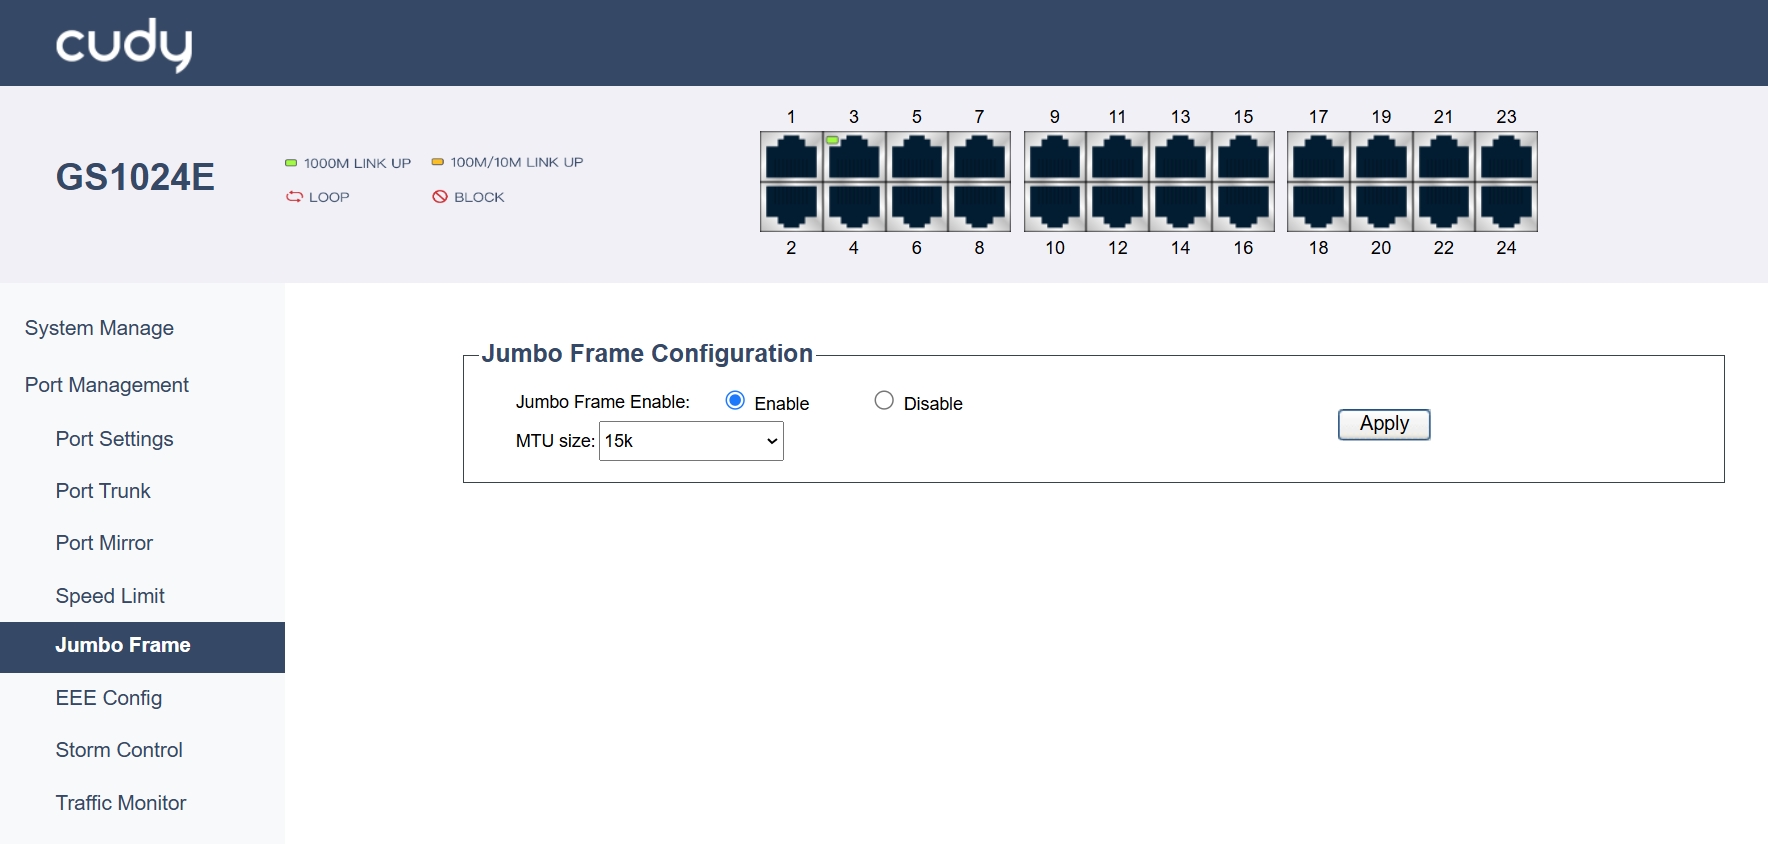 cudy
1 3 5 7 9 11 13 15 17 19 21 23
GS1024E
1000M LINK UP 100M/10M LINK UP
LOOP BLOCK
2 4 6 8 10 12 14 16 18 20 22 24
System Manage
Port Management
Port Settings
Port Trunk
Port Mirror
Speed Limit
Jumbo Frame
EEE Config
Storm Control
Traffic Monitor
Jumbo Frame Configuration
Jumbo Frame Enable: Enable Disable
MTU size: 15k
Apply